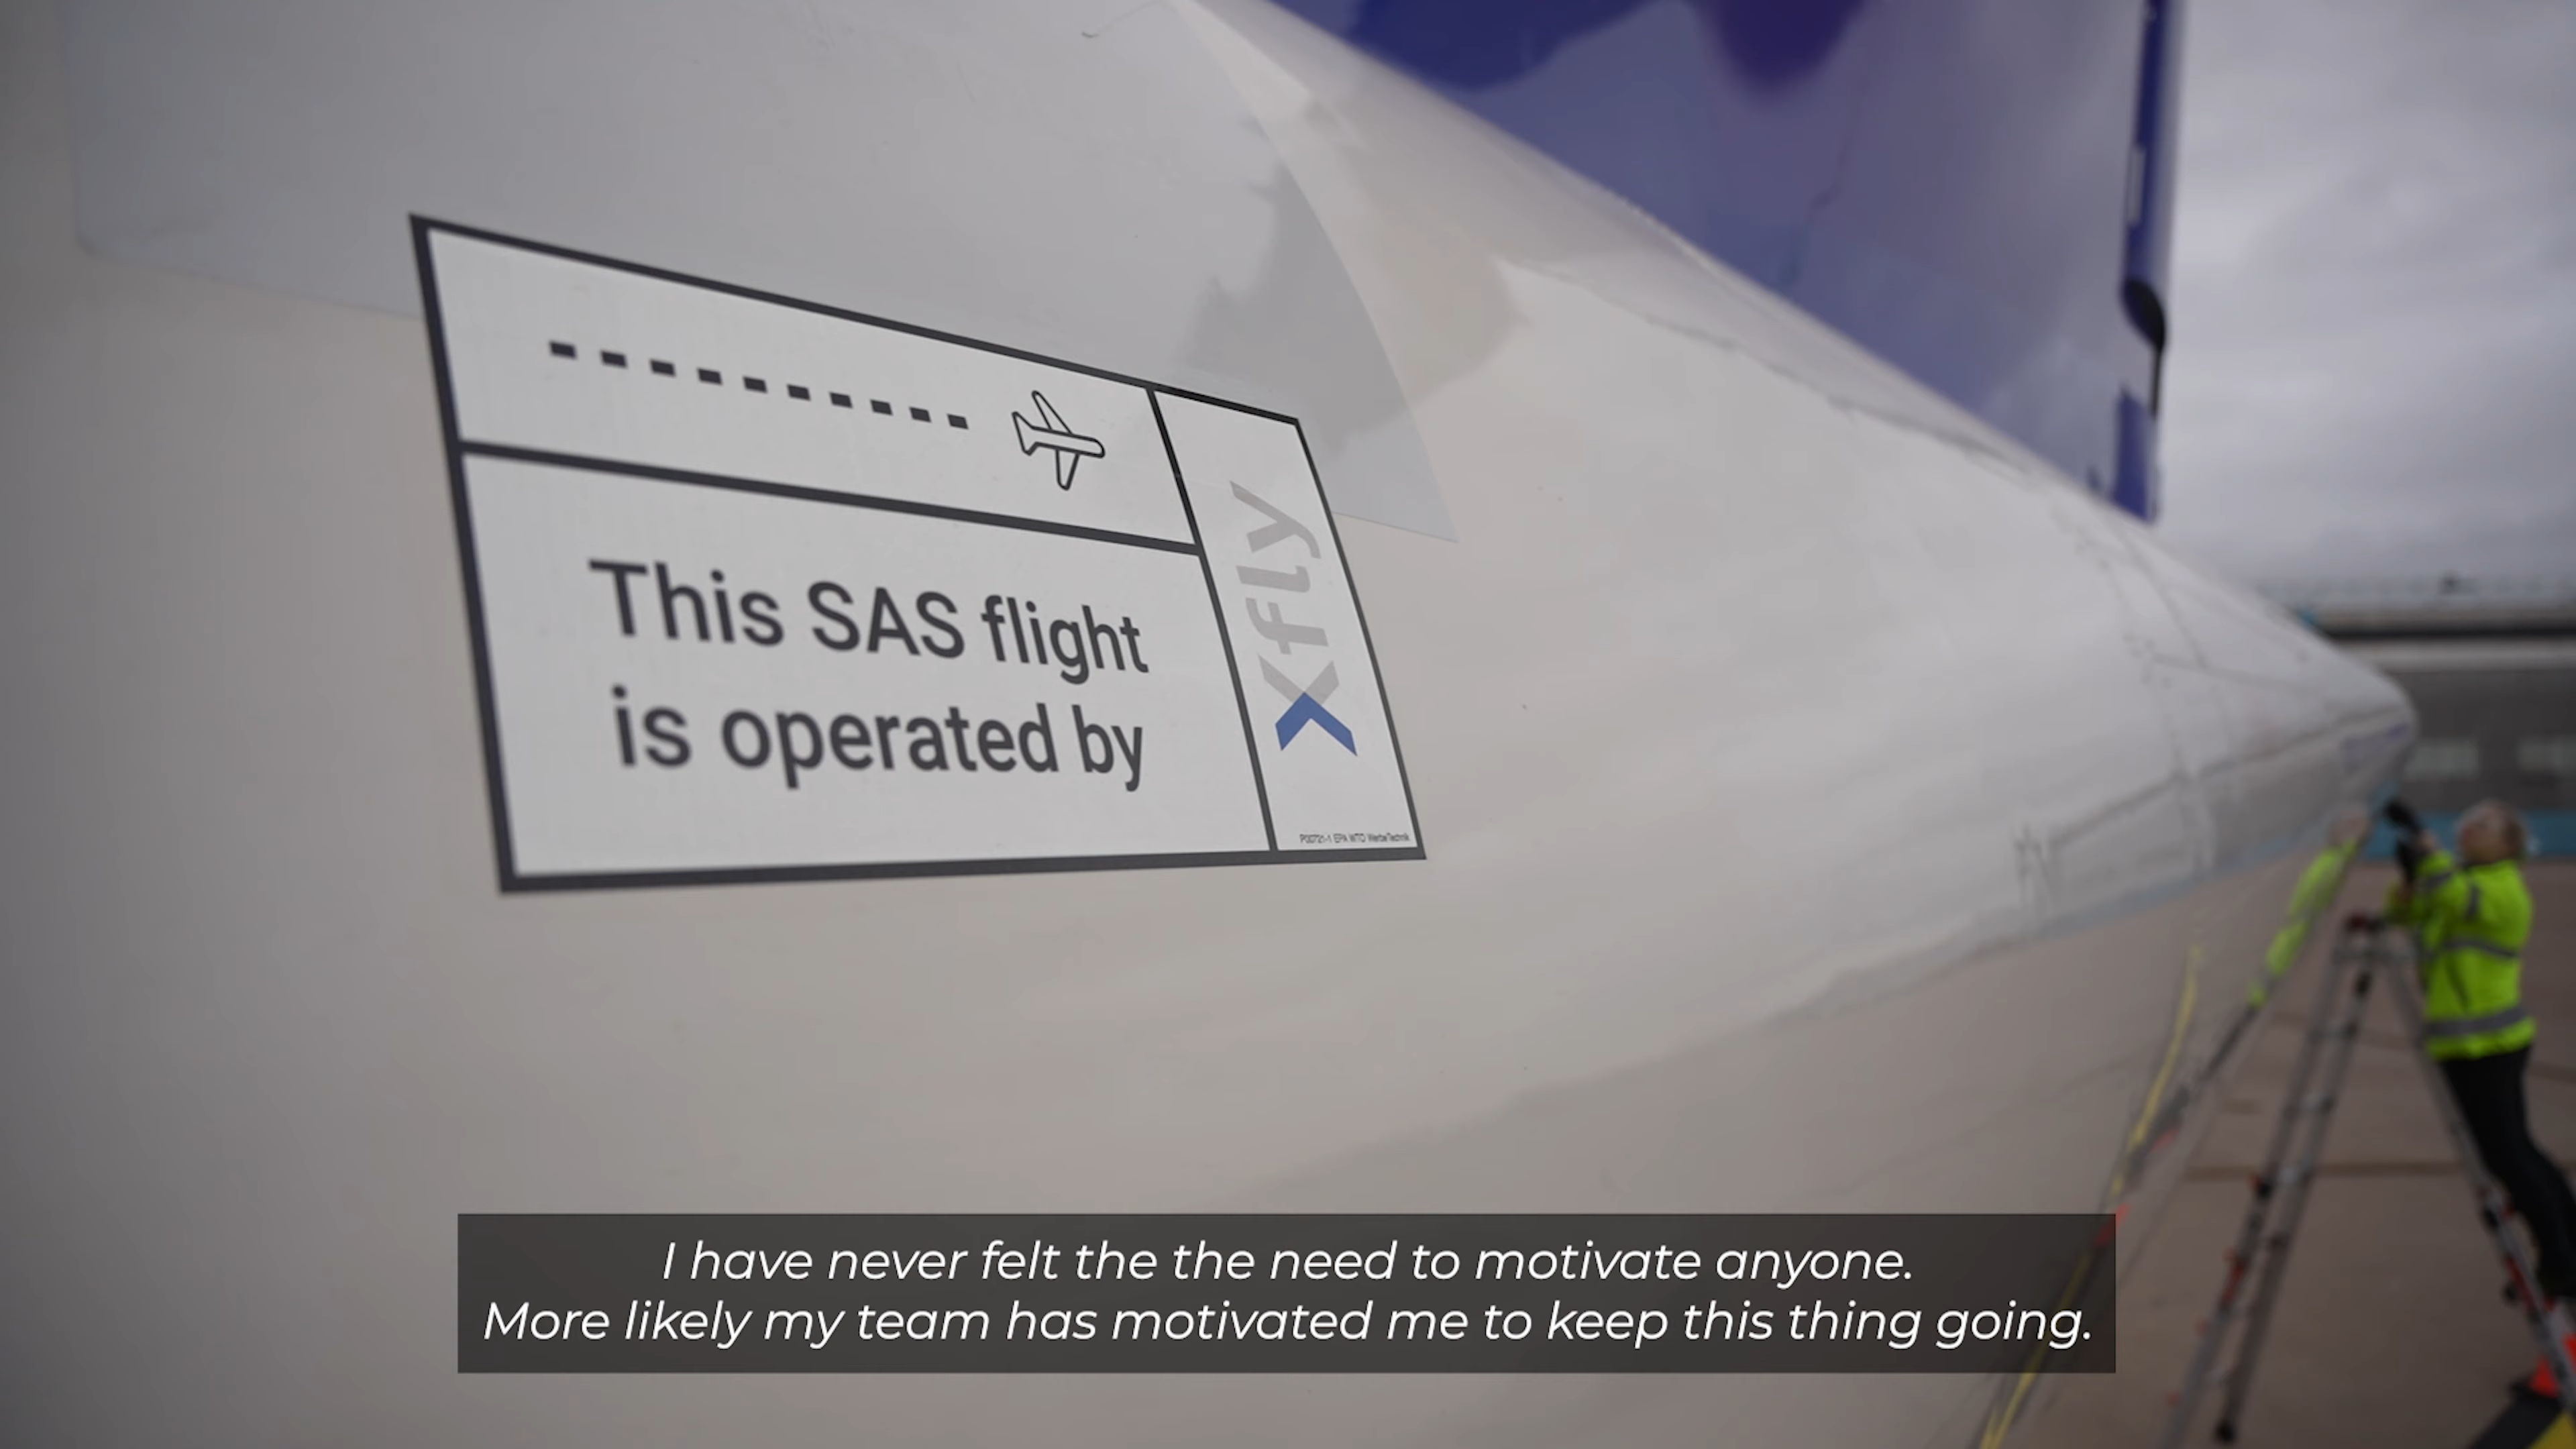 This SAS flight
is operated by
Xfly
I have never felt the the need to motivate anyone.
More likely my team has motivated me to keep this thing going.